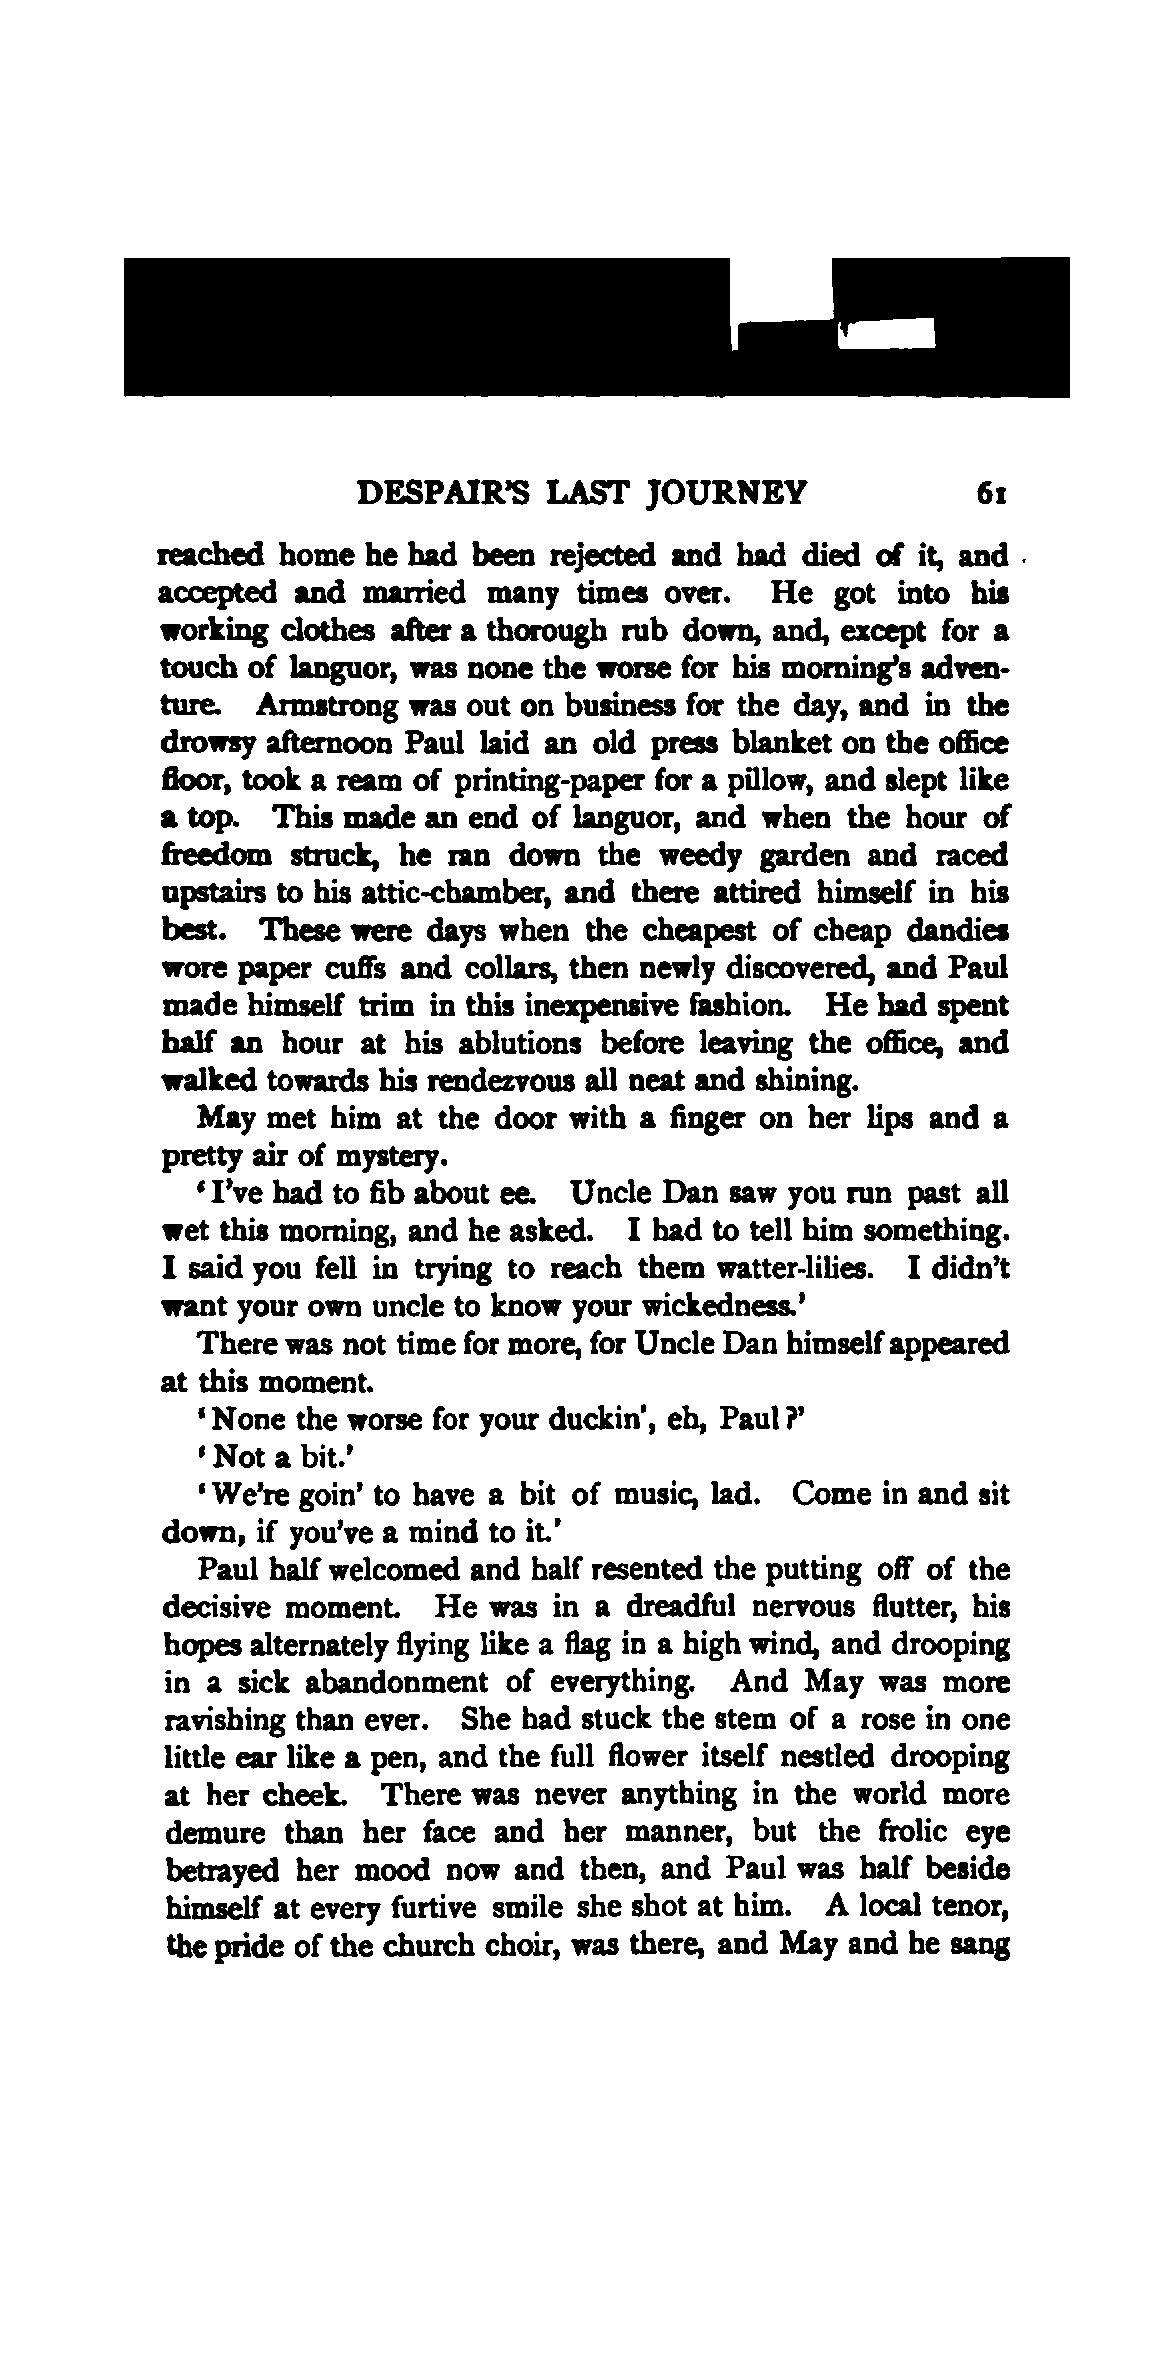 DESPAIR'S LAST JOURNEY 61
reached home he had been rejected and had died of it, and
accepted and married many times over. He got into his
working clothes after a thorough rub down, and, except for a
touch of languor, was none the worse for his morning's adven-
ture. Armstrong was out on business for the day, and in the
drowsy afternoon Paul laid an old press blanket on the office
floor, took a ream of printing-paper for a pillow, and slept like
a top. This made an end of languor, and when the hour of
freedom struck, he ran down the weedy garden and raced
upstairs to his attic-chamber, and there attired himself in his
best. These were days when the cheapest of cheap dandies
wore paper cuffs and collars, then newly discovered, and Paul
made himself trim in this inexpensive fashion. He had spent
half an hour at his ablutions before leaving the office, and
walked towards his rendezvous all neat and shining.
May met him at the door with a finger on her lips and a
pretty air of mystery.
'I've had to fib about ee. Uncle Dan saw you run past all
wet this morning, and he asked. I had to tell him something.
I said you fell in trying to reach them watter-lilies. I didn't
want your own uncle to know your wickedness.'
There was not time for more, for Uncle Dan himself appeared
at this moment.
'None the worse for your duckin', eh, Paul?'
'Not a bit.'
'We're goin' to have a bit of music, lad. Come in and sit
down, if you've a mind to it.'
Paul half welcomed and half resented the putting off of the
decisive moment. He was in a dreadful nervous flutter, his
hopes alternately flying like a flag in a high wind, and drooping
in a sick abandonment of everything. And May was more
ravishing than ever. She had stuck the stem of a rose in one
little ear like a pen, and the full flower itself nestled drooping
at her cheek. There was never anything in the world more
demure than her face and her manner, but the frolic eye
betrayed her mood now and then, and Paul was half beside
himself at every furtive smile she shot at him. A local tenor,
the pride of the church choir, was there, and May and he sang